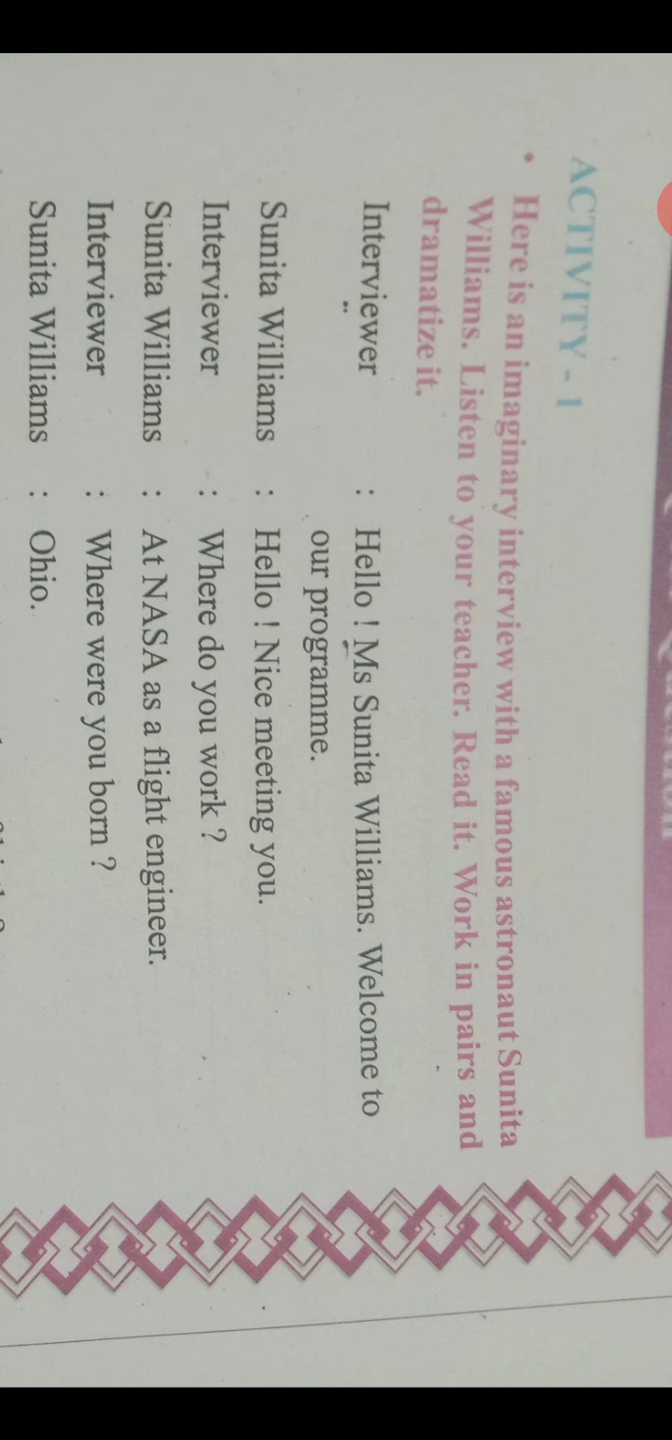 ACTIVITY - 1
• Here is an imaginary interview with a famous astronaut Sunita
Williams. Listen to your teacher. Read it. Work in pairs and
dramatize it.
Interviewer : Hello ! Ms Sunita Williams. Welcome to
our programme.
Sunita Williams : Hello ! Nice meeting you.
Interviewer : Where do you work ?
Sunita Williams : At NASA as a flight engineer.
Interviewer : Where were you born ?
Sunita Williams : Ohio.